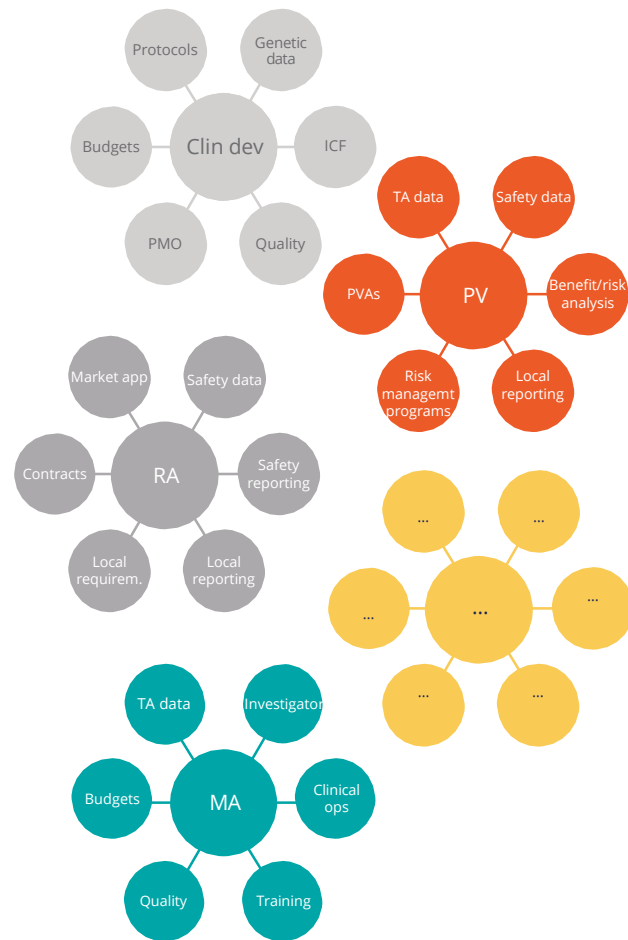 Protocols
Genetic
data
Budgets
Clin dev
ICF
PMO
Quality
TA data
Safety data
PVAs
PV
Benefit/risk
analysis
Risk
managemt
programs
Local
reporting
Market app
Safety data
Contracts
RA
Safety
reporting
Local
requirem.
Local
reporting
...
...
...
...
...
...
...
TA data
Investigator
Budgets
MA
Clinical
ops
Quality
Training